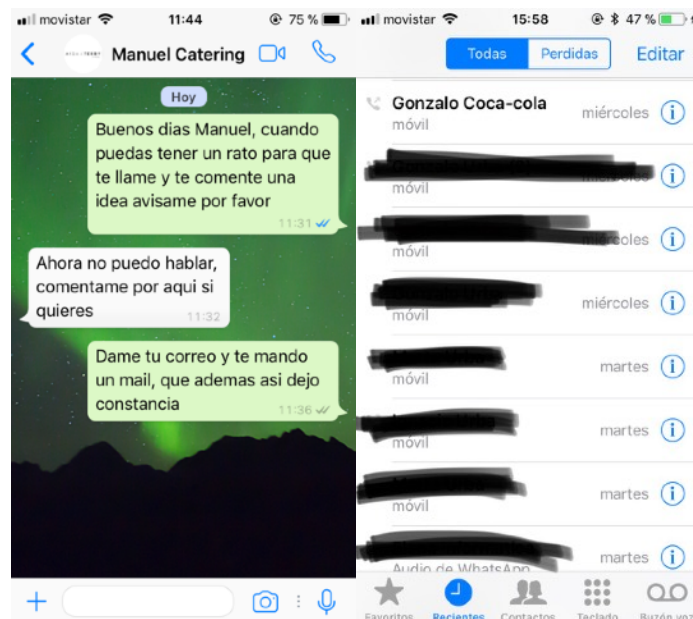 movistar 11:44 75 %
Manuel Catering
Hoy
Buenos dias Manuel, cuando
puedas tener un rato para que
te llame y te comente una
idea avisame por favor
11:31
Ahora no puedo hablar,
comentame por aqui si
quieres
11:32
Dame tu correo y te mando
un mail, que ademas asi dejo
constancia
11:36
movistar 15:58 47 %
Todas Perdidas Editar
Gonzalo Coca-cola
móvil
miércoles
móvil
móvil
móvil
miércoles
móvil
martes
móvil
martes
móvil
martes
Audio de WhatsApp
martes
Favoritos Recientes Contactos Teclado Buzón voz